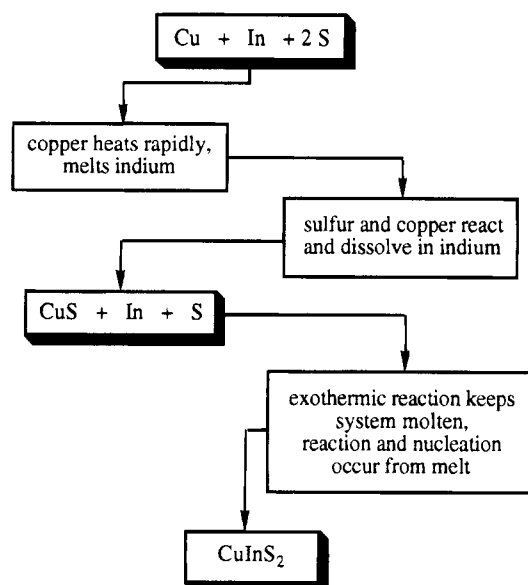 Cu + In + 2 S
copper heats rapidly,
melts indium
sulfur and copper react
and dissolve in indium
CuS + In + S
exothermic reaction keeps
system molten,
reaction and nucleation
occur from melt
CuInS₂